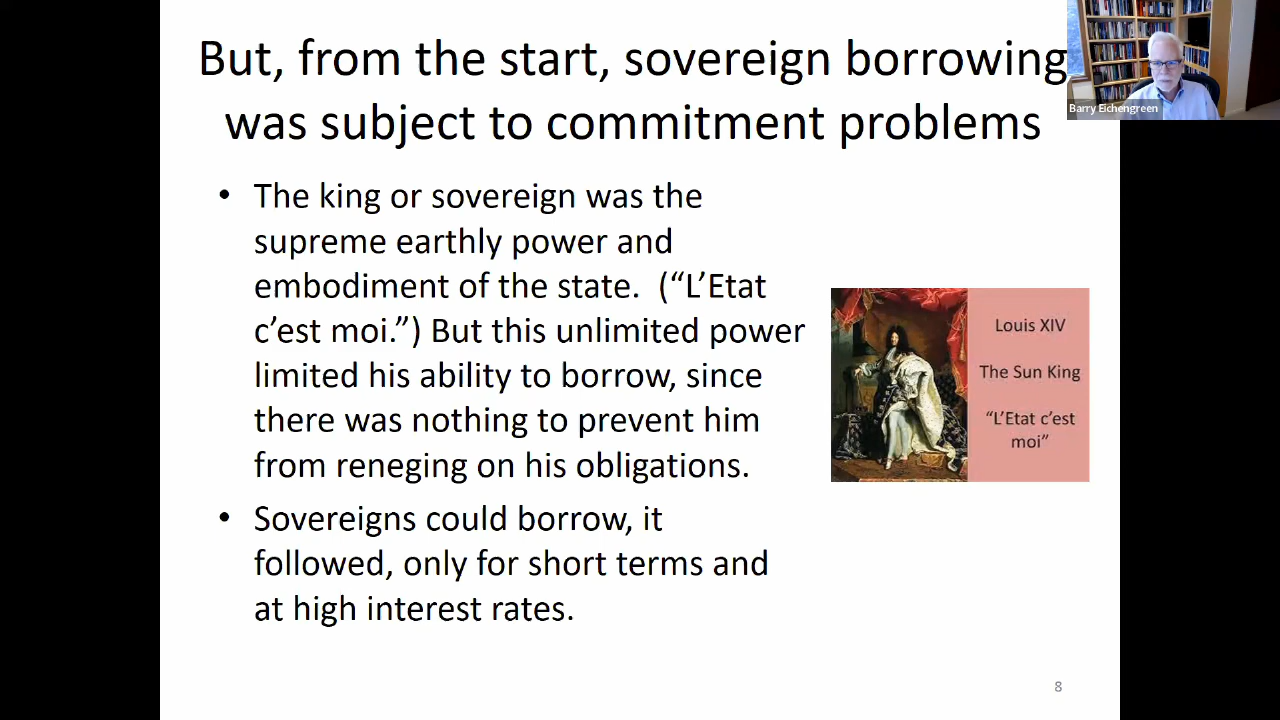 But, from the start, sovereign borrowing
was subject to commitment problems
Barry Eichengreen
• The king or sovereign was the
supreme earthly power and
embodiment of the state.  (“L’Etat
c’est moi.”) But this unlimited power
limited his ability to borrow, since
there was nothing to prevent him
from reneging on his obligations.
• Sovereigns could borrow, it
followed, only for short terms and
at high interest rates.
Louis XIV
The Sun King
“L’Etat c’est
moi”
8